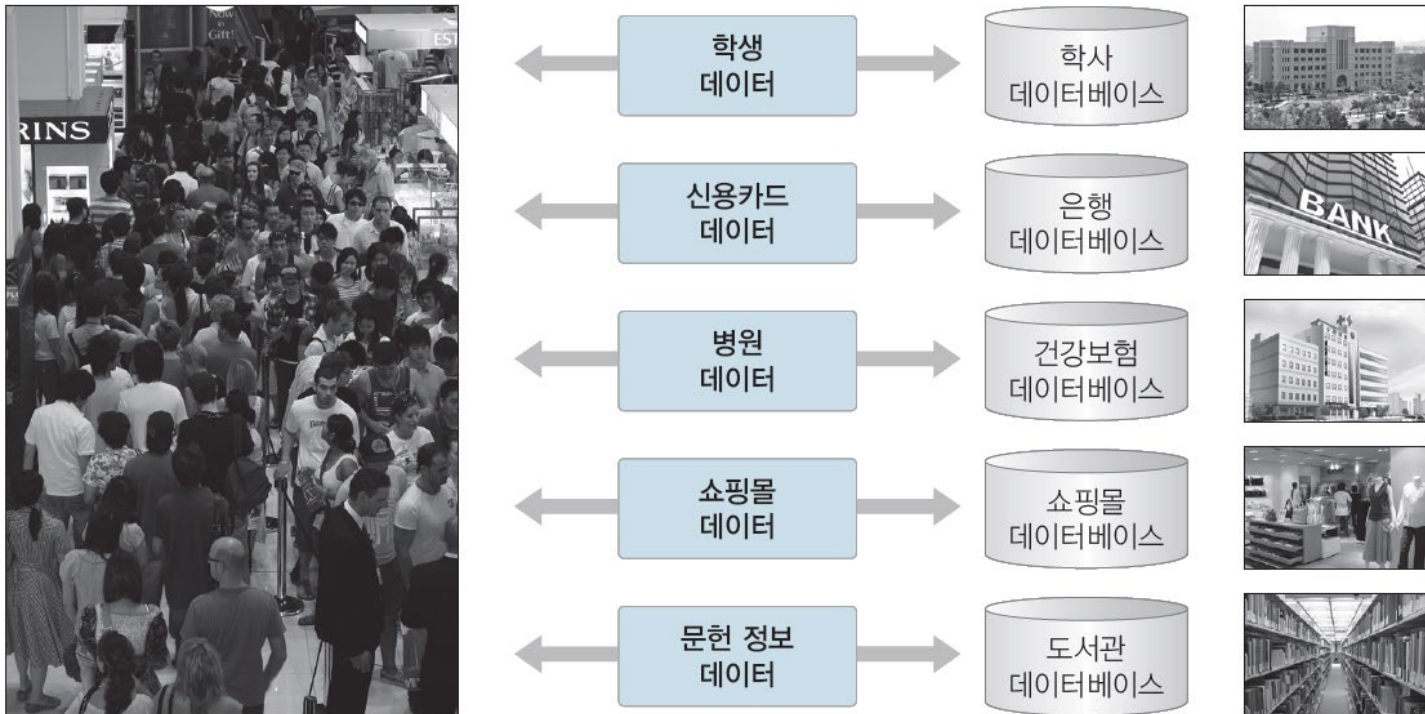 Now
in
Gift!
EST
RINS
학생
데이터
학사
데이터베이스
신용카드
데이터
은행
데이터베이스
BANK
병원
데이터
건강보험
데이터베이스
쇼핑몰
데이터
쇼핑몰
데이터베이스
문헌 정보
데이터
도서관
데이터베이스